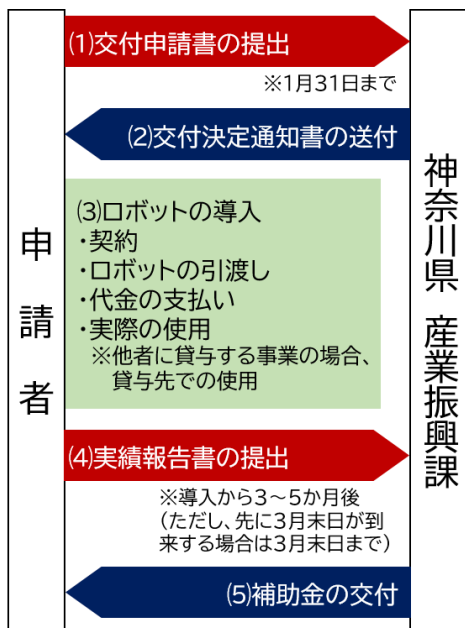 ⑴交付申請書の提出
※1月31日まで
⑵交付決定通知書の送付
申請者
⑶ロボットの導入
・契約
・ロボットの引渡し
・代金の支払い
・実際の使用
※他者に貸与する事業の場合、
貸与先での使用
神奈川県 産業振興課
⑷実績報告書の提出
※導入から3～5か月後
（ただし、先に3月末日が到
来する場合は3月末日まで）
⑸補助金の交付